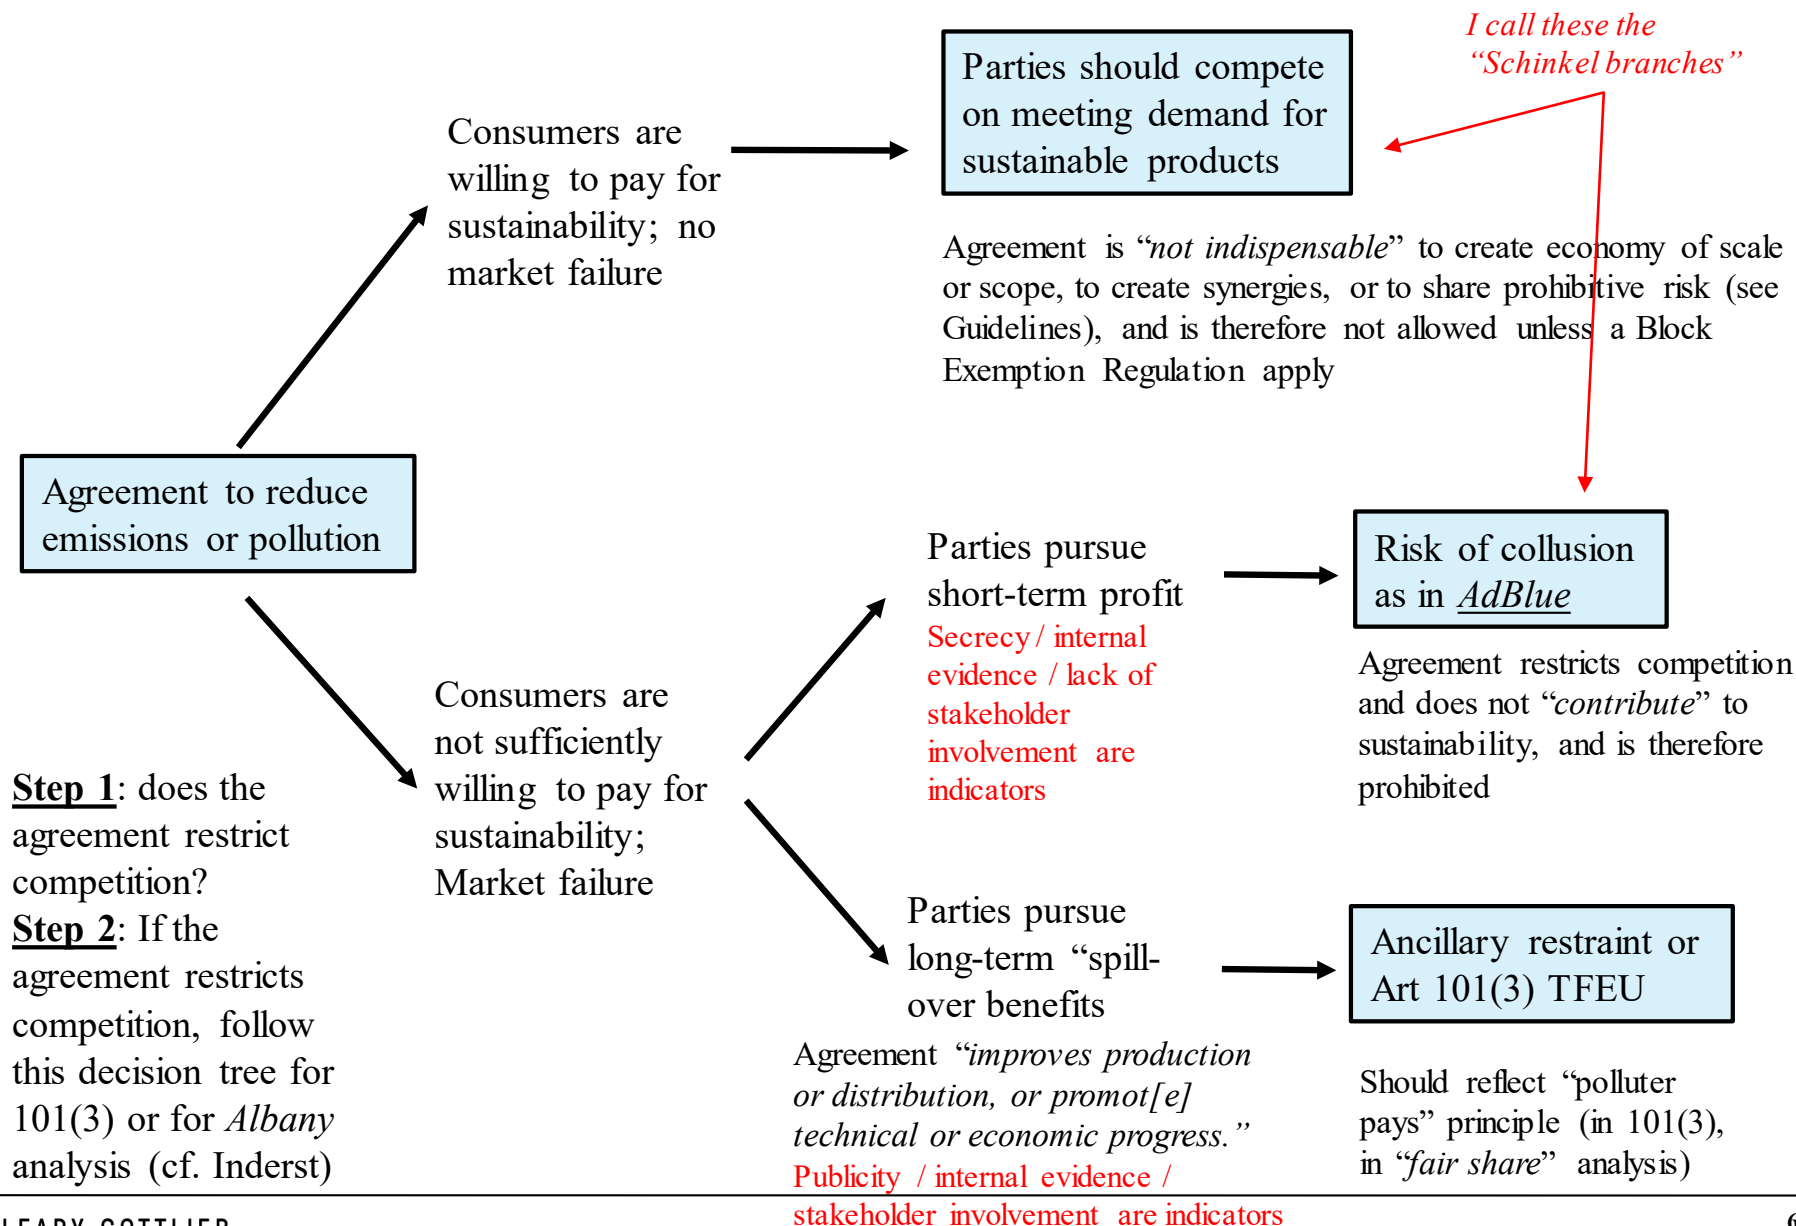 I call these the
“Schinkel branches”
Parties should compete
on meeting demand for
sustainable products
Consumers are
willing to pay for
sustainability; no
market failure
Agreement is “not indispensable” to create economy of scale
or scope, to create synergies, or to share prohibitive risk (see
Guidelines), and is therefore not allowed unless a Block
Exemption Regulation apply
Agreement to reduce
emissions or pollution
Parties pursue
short-term profit
Secrecy / internal
evidence / lack of
stakeholder
involvement are
indicators
Risk of collusion
as in AdBlue
Agreement restricts competition
and does not “contribute” to
sustainability, and is therefore
prohibited
Consumers are
not sufficiently
willing to pay for
sustainability;
Market failure
Step 1: does the
agreement restrict
competition?
Step 2: If the
agreement restricts
competition, follow
this decision tree for
101(3) or for Albany
analysis (cf. Inderst)
Parties pursue
long-term “spill-
over benefits
Agreement “improves production
or distribution, or promot[e]
technical or economic progress.”
Publicity / internal evidence /
stakeholder involvement are indicators
Ancillary restraint or
Art 101(3) TFEU
Should reflect “polluter
pays” principle (in 101(3),
in “fair share” analysis)
LEARY GOTTLIEB
6